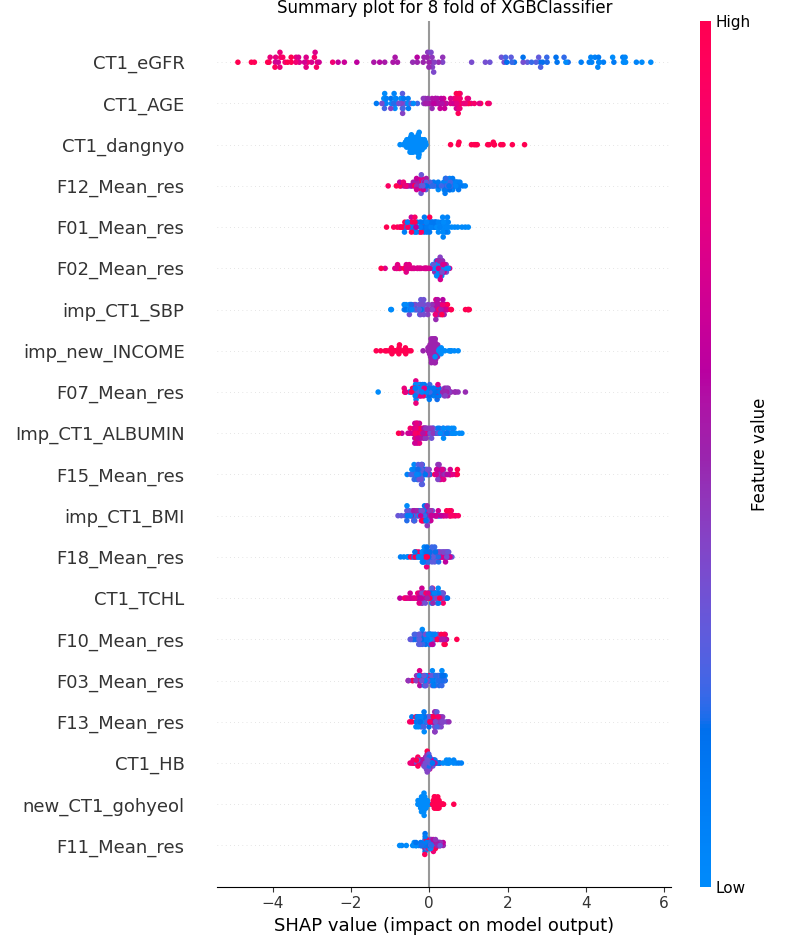 Summary plot for 8 fold of XGBClassifier
High
CT1_eGFR
CT1_AGE
CT1_dangnyo
F12_Mean_res
F01_Mean_res
F02_Mean_res
imp_CT1_SBP
imp_new_INCOME
F07_Mean_res
Imp_CT1_ALBUMIN
F15_Mean_res
imp_CT1_BMI
F18_Mean_res
CT1_TCHL
F10_Mean_res
F03_Mean_res
F13_Mean_res
CT1_HB
new_CT1_gohyeol
F11_Mean_res
Feature value
Low
−4 −2 0 2 4 6
SHAP value (impact on model output)